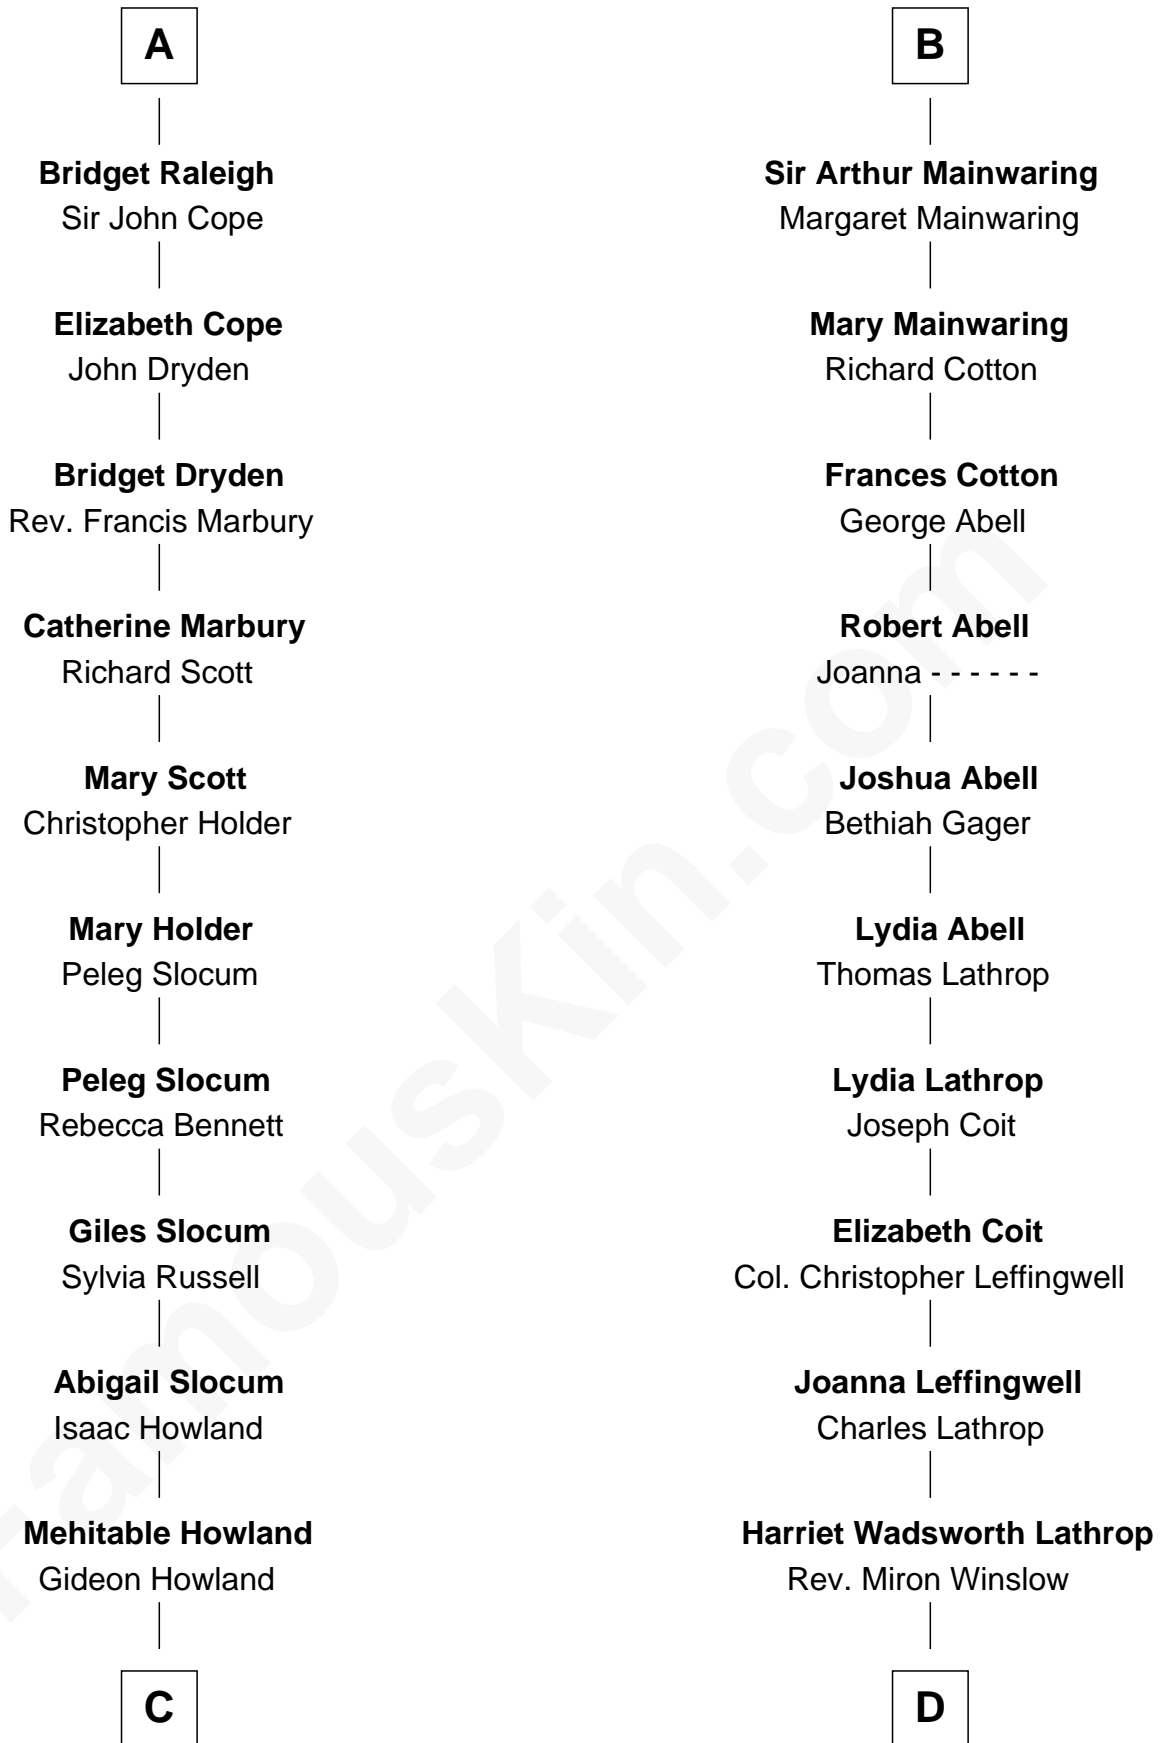 A
Bridget Raleigh
Sir John Cope
Elizabeth Cope
John Dryden
Bridget Dryden
Rev. Francis Marbury
Catherine Marbury
Richard Scott
Mary Scott
Christopher Holder
Mary Holder
Peleg Slocum
Peleg Slocum
Rebecca Bennett
Giles Slocum
Sylvia Russell
Abigail Slocum
Isaac Howland
Mehitable Howland
Gideon Howland
C
B
Sir Arthur Mainwaring
Margaret Mainwaring
Mary Mainwaring
Richard Cotton
Frances Cotton
George Abell
Robert Abell
Joanna - - - - - -
Joshua Abell
Bethiah Gager
Lydia Abell
Thomas Lathrop
Lydia Lathrop
Joseph Coit
Elizabeth Coit
Col. Christopher Leffingwell
Joanna Leffingwell
Charles Lathrop
Harriet Wadsworth Lathrop
Rev. Miron Winslow
D
FamousKin.com